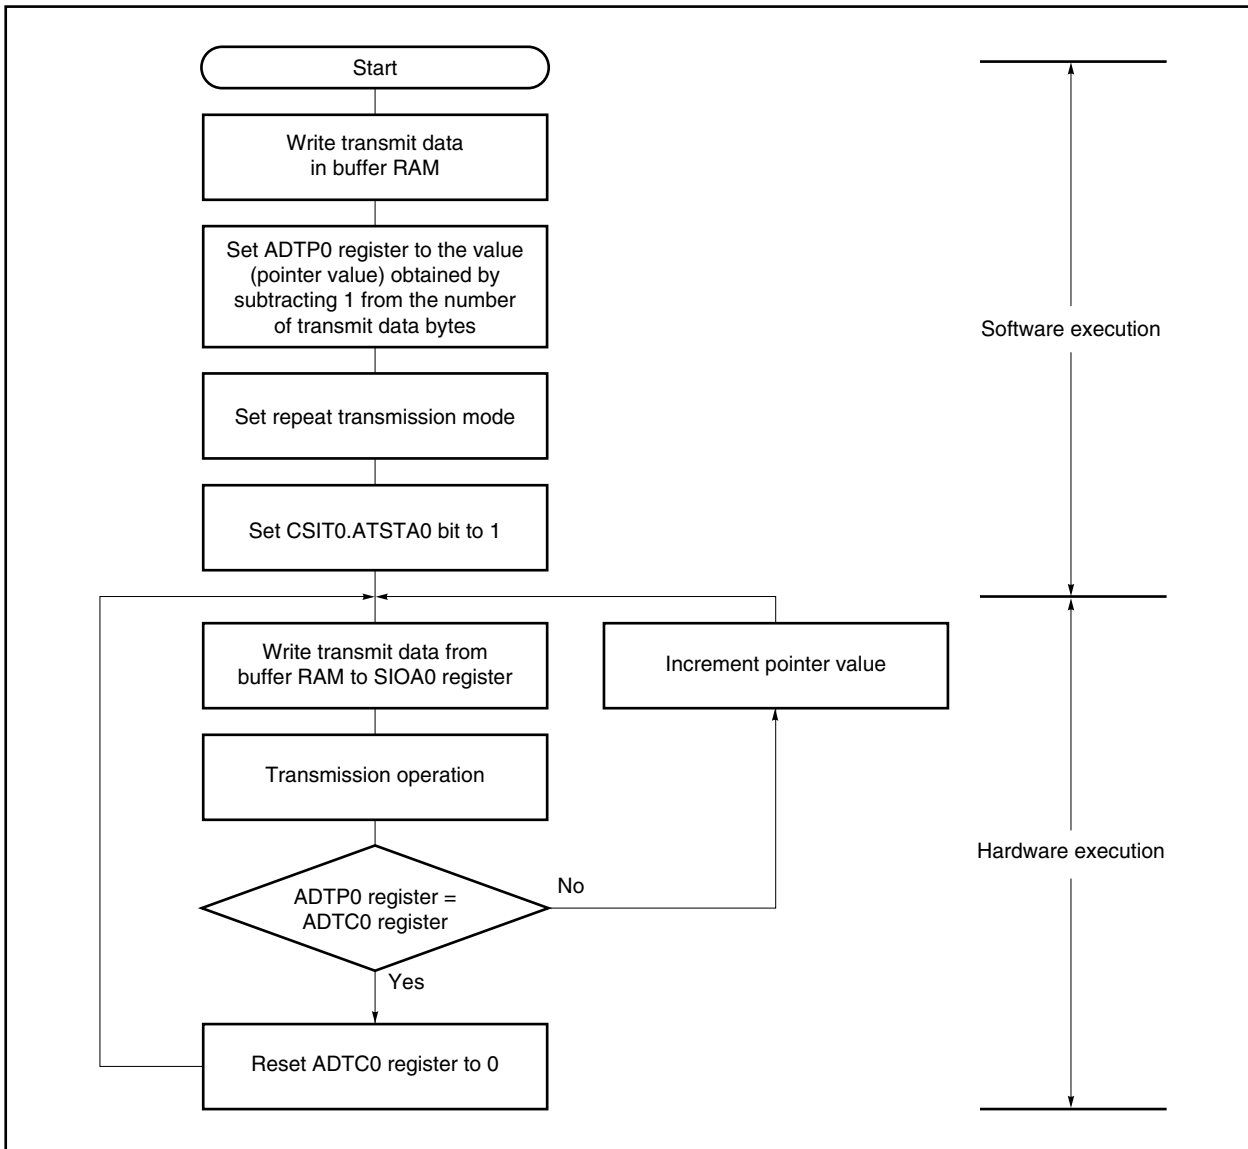 Start
Write transmit data
in buffer RAM
Set ADTP0 register to the value
(pointer value) obtained by
subtracting 1 from the number
of transmit data bytes
Software execution
Set repeat transmission mode
Set CSIT0.ATSTA0 bit to 1
Write transmit data from
buffer RAM to SIOA0 register
Increment pointer value
Transmission operation
Hardware execution
ADTP0 register =
ADTC0 register
No
Yes
Reset ADTC0 register to 0